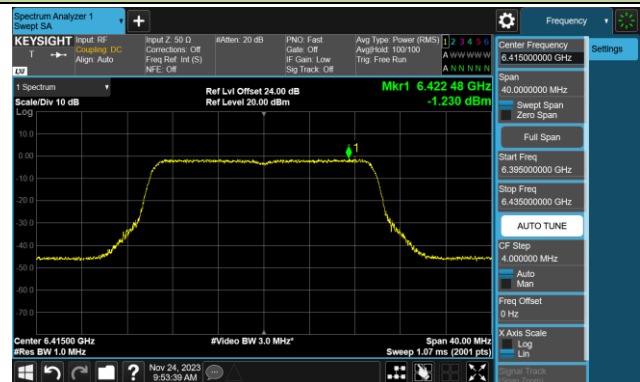 Spectrum Analyzer 1
Swept SA
Frequency
KEYSIGHT
Input: RF
Coupling: DC
Align: Auto
Input Z: 50 Ω
Corrections: Off
Freq Ref: Int (S)
NFE: Off
#Atten: 20 dB
PNO: Fast
Gate: Off
IF Gain: Low
Sig Track: Off
Avg Type: Power (RMS)
Avg|Hold: 100/100
Trig: Free Run
1 2 3 4 5 6
A W W W W W
A N N N N N
T
LXI
1 Spectrum
Scale/Div 10 dB
Log
Ref Lvl Offset 24.00 dB
Ref Level 20.00 dBm
Mkr1 6.422 48 GHz
-1.230 dBm
1
10.0
0.00
-10.0
-20.0
-30.0
-40.0
-50.0
-60.0
-70.0
Center 6.41500 GHz
#Res BW 1.0 MHz
#Video BW 3.0 MHz*
Span 40.00 MHz
Sweep 1.07 ms (2001 pts)
Nov 24, 2023
9:53:39 AM
Center Frequency
6.415000000 GHz
Settings
Span
40.0000000 MHz
Swept Span
Zero Span
Full Span
Start Freq
6.395000000 GHz
Stop Freq
6.435000000 GHz
AUTO TUNE
CF Step
4.000000 MHz
Auto
Man
Freq Offset
0 Hz
X Axis Scale
Log
Lin
Signal Track
(Span Zoom)